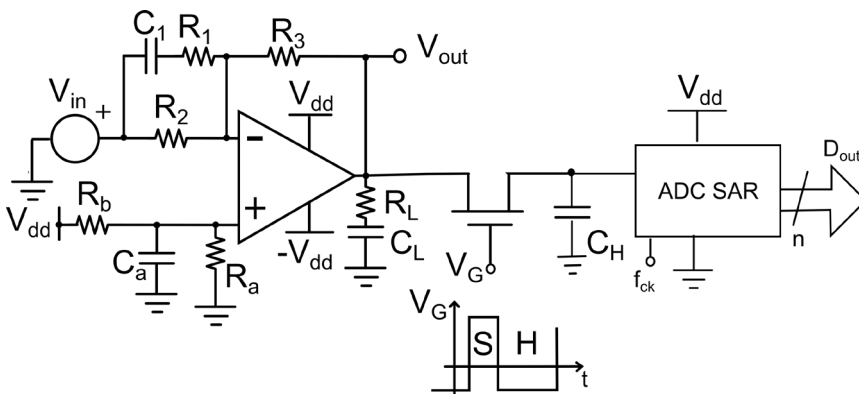 C1 R1 R3 Vout
Vin + R2 Vdd Vdd Dout
-
ADC SAR
Rb
Vdd + RL n
Ca Ra -Vdd CL VG CH fck
VG
S H
t